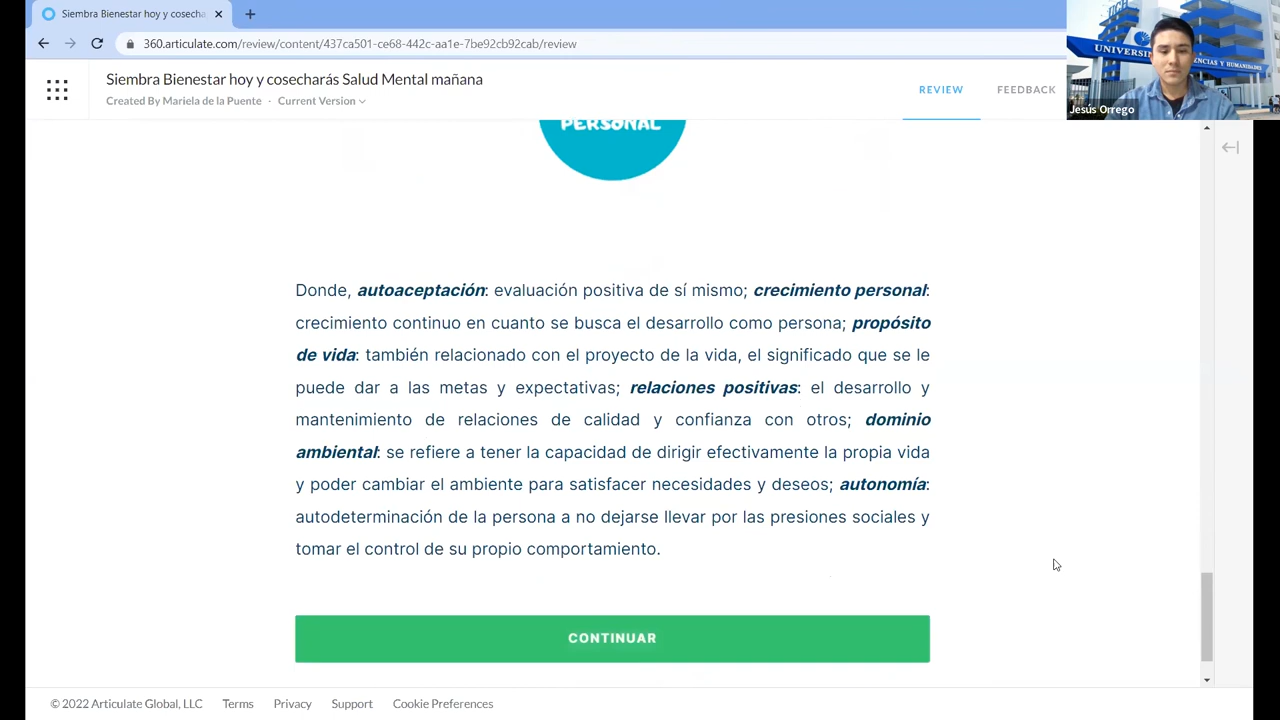 Siembra Bienestar hoy y cosecha
360.articulate.com/review/content/437ca501-ce68-442c-aa1e-7be92cb92cab/review
Siembra Bienestar hoy y cosecharás Salud Mental mañana
Created By Mariela de la Puente · Current Version
REVIEW
FEEDBACK
UCH
UNIVERSI
ENCIAS Y HUMANIDADES
Jesús Orrego
PERSONAL
Donde, autoaceptación: evaluación positiva de sí mismo; crecimiento personal:
crecimiento continuo en cuanto se busca el desarrollo como persona; propósito
de vida: también relacionado con el proyecto de la vida, el significado que se le
puede dar a las metas y expectativas; relaciones positivas: el desarrollo y
mantenimiento de relaciones de calidad y confianza con otros; dominio
ambiental: se refiere a tener la capacidad de dirigir efectivamente la propia vida
y poder cambiar el ambiente para satisfacer necesidades y deseos; autonomía:
autodeterminación de la persona a no dejarse llevar por las presiones sociales y
tomar el control de su propio comportamiento.
CONTINUAR
© 2022 Articulate Global, LLC Terms Privacy Support Cookie Preferences